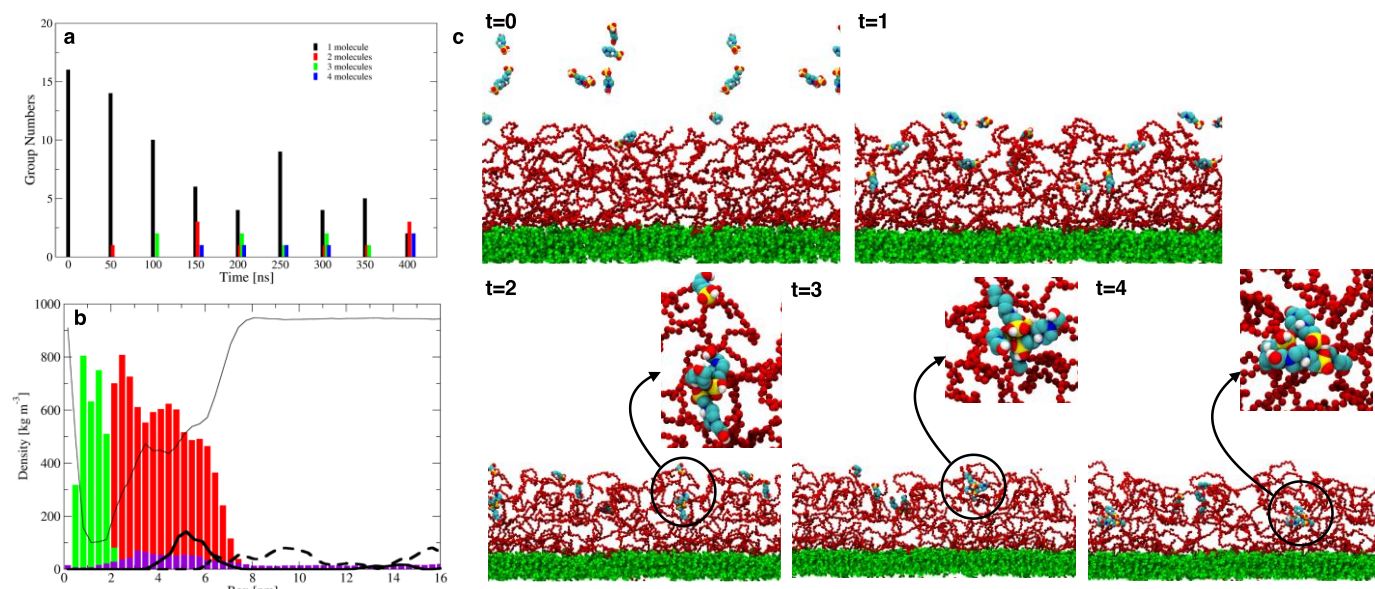 a
20
15
10
5
0
Group Numbers
1 molecule
2 molecules
3 molecules
4 molecules
0 50 100 150 200 250 300 350 400
Time [ns]
b
1000
800
600
400
200
0
Density [kg m⁻³]
0 2 4 6 8 10 12 14 16
c
t=0
t=1
t=2
t=3
t=4